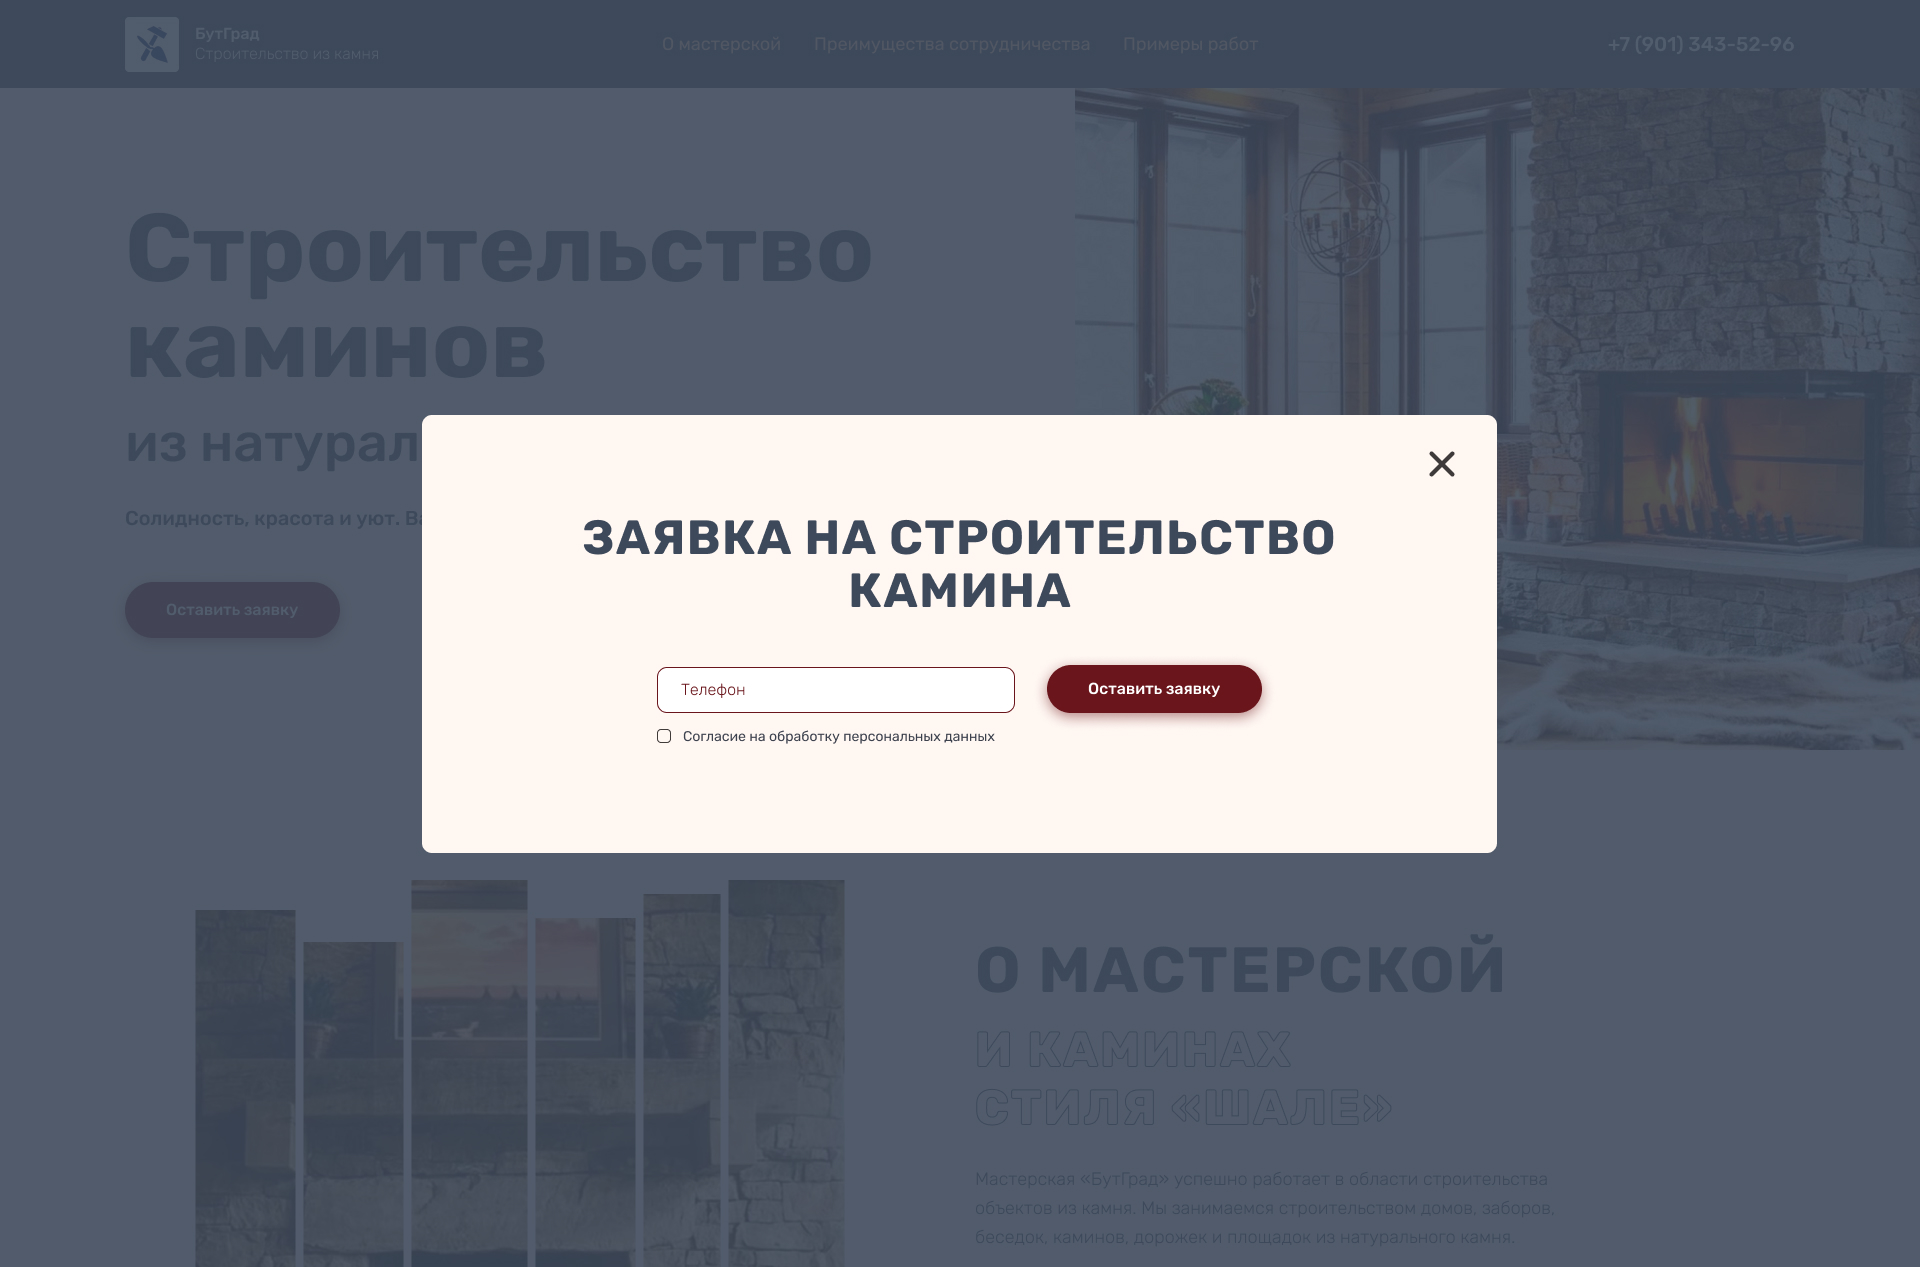 БутГрад
Строительство из камня
О мастерской
Преимущества сотрудничества
Примеры работ
+7 (901) 343-52-96
Строительство
каминов
из натурал
Солидность, красота и уют. Ва
Оставить заявку
ЗАЯВКА НА СТРОИТЕЛЬСТВО
КАМИНА
Телефон
Оставить заявку
Согласие на обработку персональных данных
О МАСТЕРСКОЙ
И КАМИНАХ
СТИЛЯ «ШАЛЕ»
Мастерская «БутГрад» успешно работает в области строительства
объектов из камня. Мы занимаемся строительством домов, заборов,
беседок, каминов, дорожек и площадок из натурального камня.